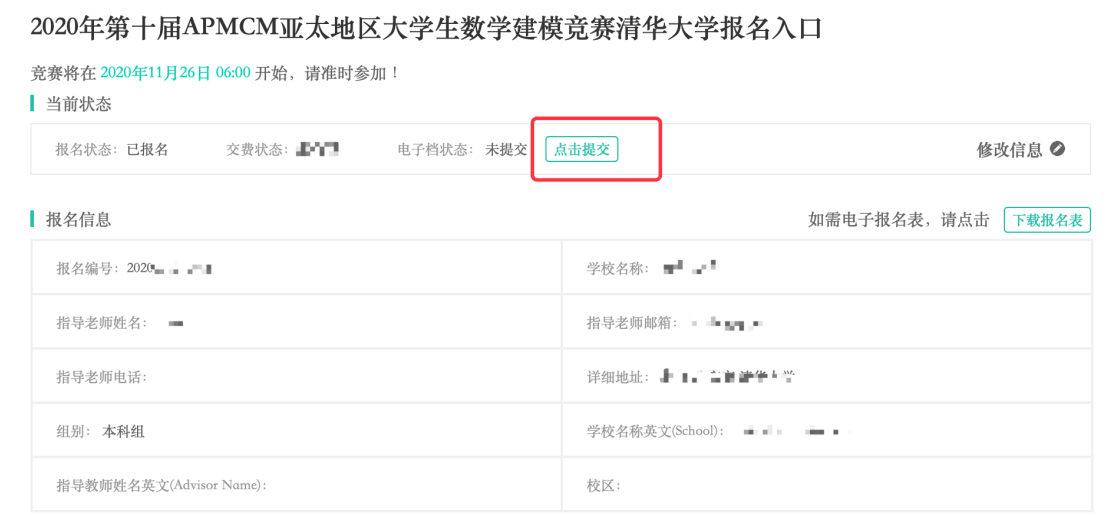 2020年第十届APMCM亚太地区大学生数学建模竞赛清华大学报名入口
竞赛将在 2020年11月26日 06:00 开始，请准时参加！
当前状态
报名状态： 已报名 交费状态： 电子档状态： 未提交 点击提交 修改信息
报名信息 如需电子报名表，请点击 下载报名表
报名编号： 2020 学校名称：
指导老师姓名： 指导老师邮箱：
指导老师电话： 详细地址：
组别： 本科组 学校名称英文(School)：
指导教师姓名英文(Advisor Name)： 校区：